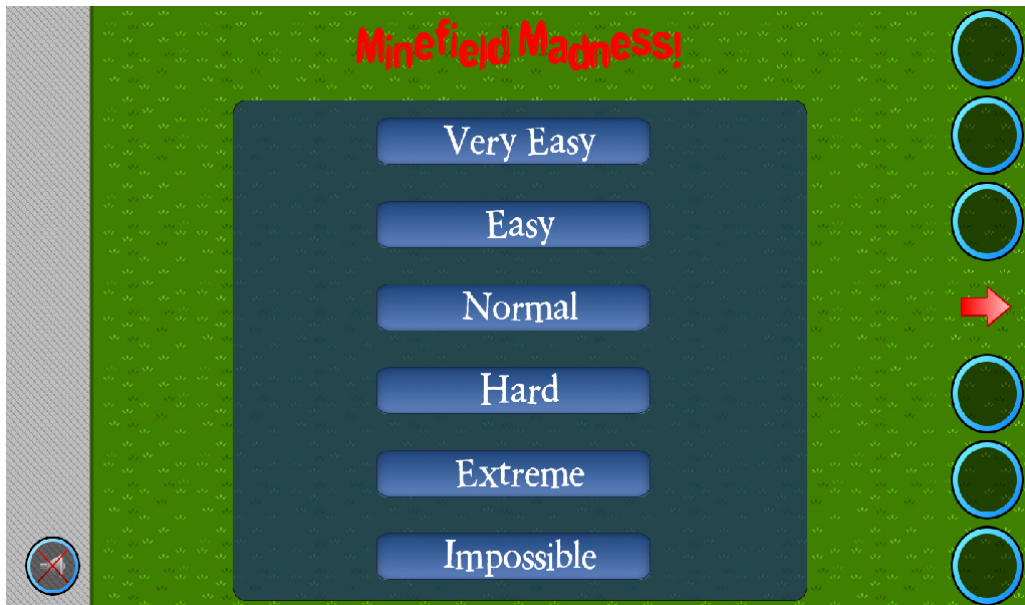 Minefield Madness!
Very Easy
Easy
Normal
Hard
Extreme
Impossible